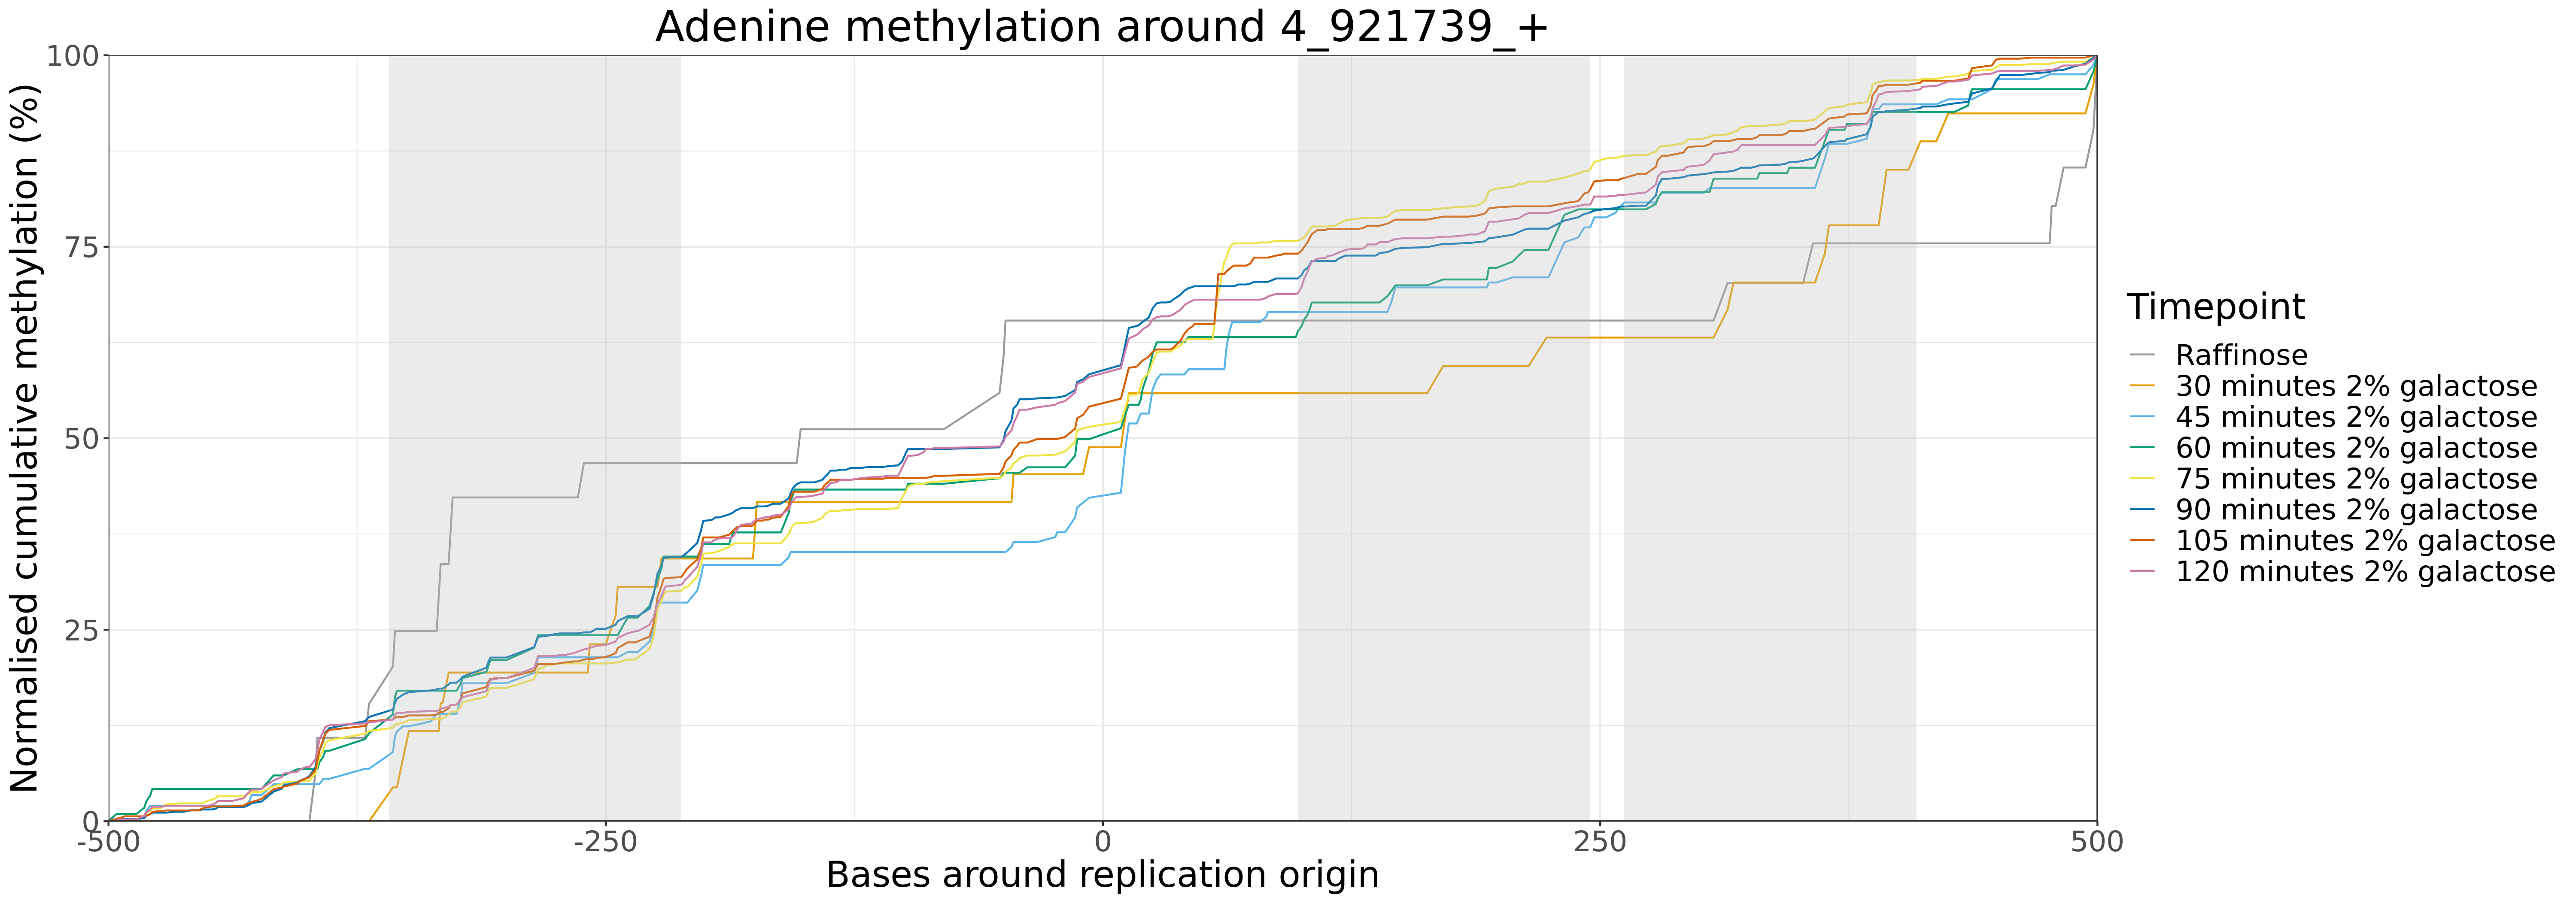 Adenine methylation around 4_921739_+
Normalised cumulative methylation (%)
100
75
50
25
0
-500
-250
0
250
500
Bases around replication origin
Timepoint
Raffinose
30 minutes 2% galactose
45 minutes 2% galactose
60 minutes 2% galactose
75 minutes 2% galactose
90 minutes 2% galactose
105 minutes 2% galactose
120 minutes 2% galactose